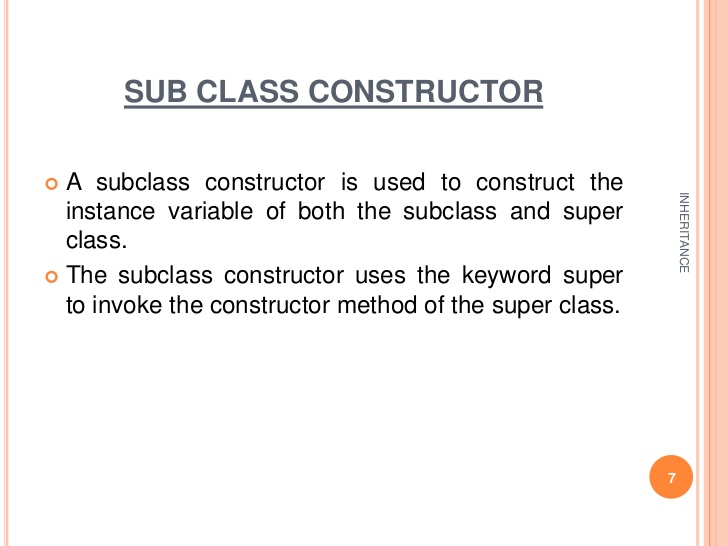 SUB CLASS CONSTRUCTOR
A subclass constructor is used to construct the
instance variable of both the subclass and super
class.
The subclass constructor uses the keyword super
to invoke the constructor method of the super class.
INHERITANCE
7